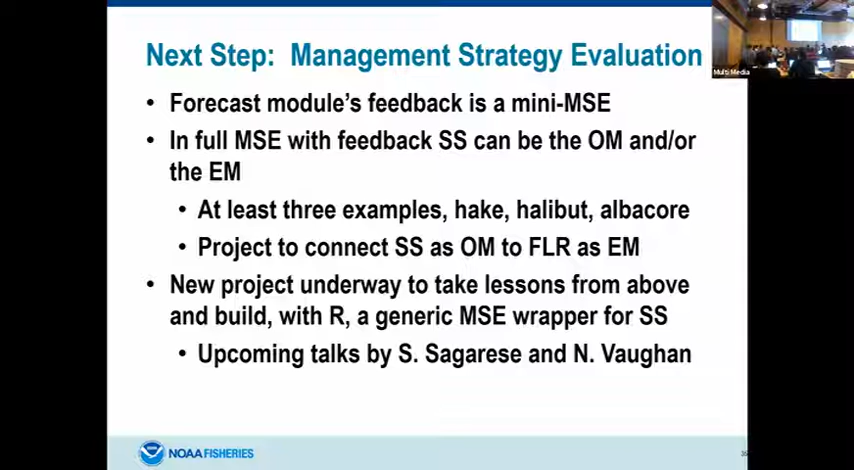 Next Step: Management Strategy Evaluation
Multi Media
• Forecast module's feedback is a mini-MSE
• In full MSE with feedback SS can be the OM and/or
the EM
• At least three examples, hake, halibut, albacore
• Project to connect SS as OM to FLR as EM
• New project underway to take lessons from above
and build, with R, a generic MSE wrapper for SS
• Upcoming talks by S. Sagarese and N. Vaughan
NOAA FISHERIES